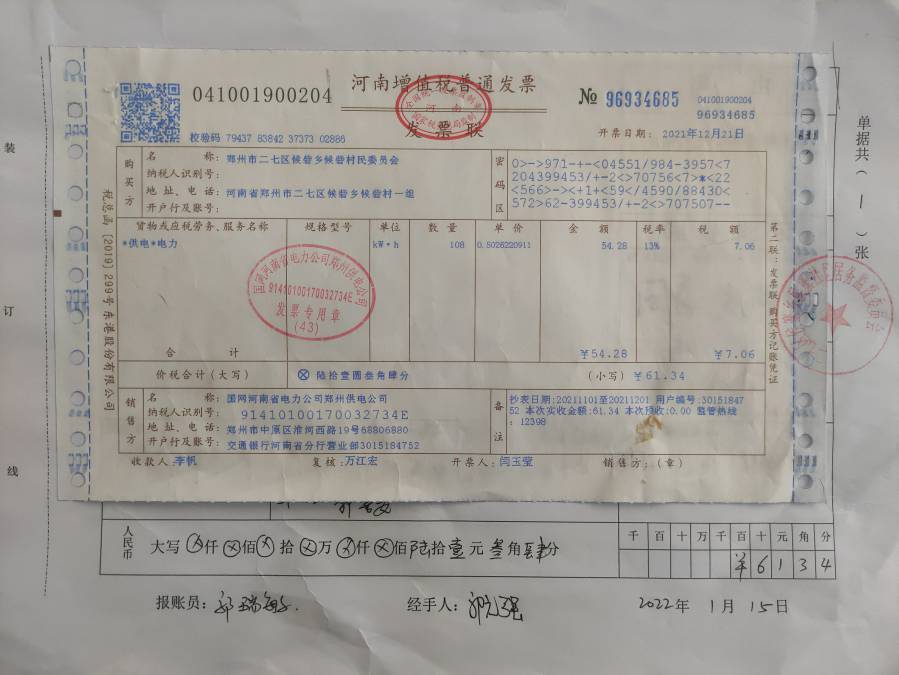 河南增值税普通发票
041001900204
№ 96934685
041001900204
96934685
发票联
校验码 79437 83842 37373 02886
开票日期: 2021年12月21日
购买方
名 称: 郑州市二七区候砦乡候砦村民委员会
纳税人识别号:
地 址、电 话: 河南省郑州市二七区候砦乡候砦村一组
开户行及账号:
密码区
0>->971-+-<04551/984-3957<7
204399453/+-2<>70756<7>*<22
<566>-><+1+<59</4590/88430<
572>62-399453/+-2<>707507--
货物或应税劳务、服务名称 规格型号 单位 数 量 单 价 金 额 税率 税 额
*供电*电力 kW·h 108 0.5026220911 54.28 13% 7.06
国网河南省电力公司郑州供电公司
91410100170032734E
发票专用章
(43)
合 计 ¥54.28 ¥7.06
价税合计(大写) ⊗ 陆拾壹圆叁角肆分 (小写) ¥61.34
销售方
名 称: 国网河南省电力公司郑州供电公司
纳税人识别号: 91410100170032734E
地 址、电 话: 郑州市中原区淮河西路19号68806880
开户行及账号: 交通银行河南省分行营业部3015184752
备注
抄表日期:20211101至20211201 用户编号:30151847
52 本次实收金额:61.34 本次预收:0.00 监管热线
:12398
收款人: 李帆 复核: 万江宏 开票人: 闫玉莹 销售方:(章)
税总函[2019]299号东港股份有限公司
第二联:发票联 购买方记账凭证
单据共(1)张
装
订
线
人民币
大写 ⊗仟⊗佰⊗拾⊗万⊗仟⊗佰陆拾壹元叁角肆分
千 百 十 万 千 百 十 元 角 分
¥ 6 1 3 4
报账员: 郭瑞敏
经手人:
2022年 1月 15日